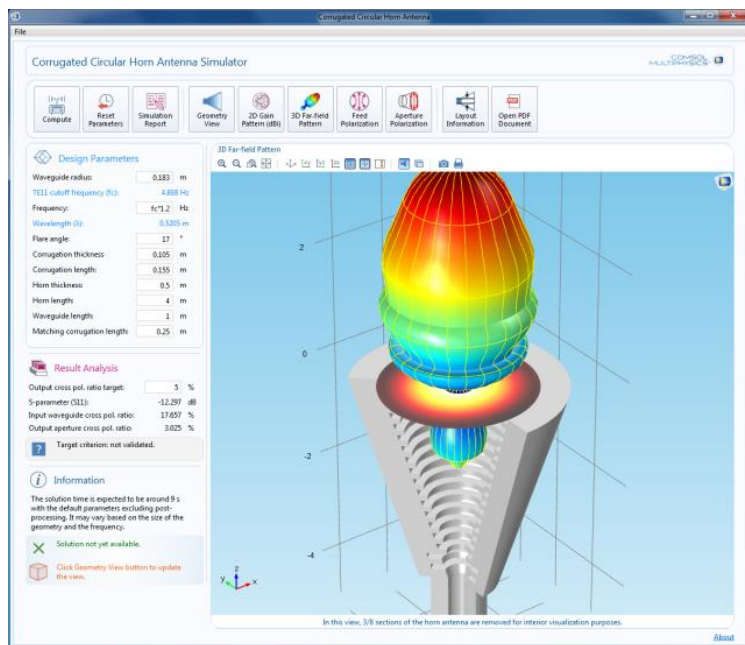 Corrugated Circular Horn Antenna
File
Corrugated Circular Horn Antenna Simulator
COMSOL
MULTIPHYSICS
Compute
Reset
Parameters
Simulation
Report
Geometry
View
2D Gain
Pattern (dBi)
3D Far-field
Pattern
Feed
Polarization
Aperture
Polarization
Layout
Information
Open PDF
Document
Design Parameters
Waveguide radius: 0.183 m
TE11 cutoff frequency (fc): 4.8E8 Hz
Frequency: fc*1.2 Hz
Wavelength (λ): 0.5205 m
Flare angle: 17 °
Corrugation thickness 0.105 m
Corrugation length: 0.155 m
Horn thickness: 0.5 m
Horn length: 4 m
Waveguide length: 1 m
Matching corrugation length: 0.25 m
Result Analysis
Output cross pol. ratio target: 5 %
S-parameter (S11): -12.297 dB
Input waveguide cross pol. ratio: 17.657 %
Output aperture cross pol. ratio: 3.025 %
Target criterion: not validated.
Information
The solution time is expected to be around 9 s
with the default parameters excluding post-
processing. It may vary based on the size of the
geometry and the frequency.
Solution not yet available.
Click Geometry View button to update
the view.
3D Far-field Pattern
2
0
-2
-4
z
y
x
In this view, 3/8 sections of the horn antenna are removed for interior visualization purposes.
About